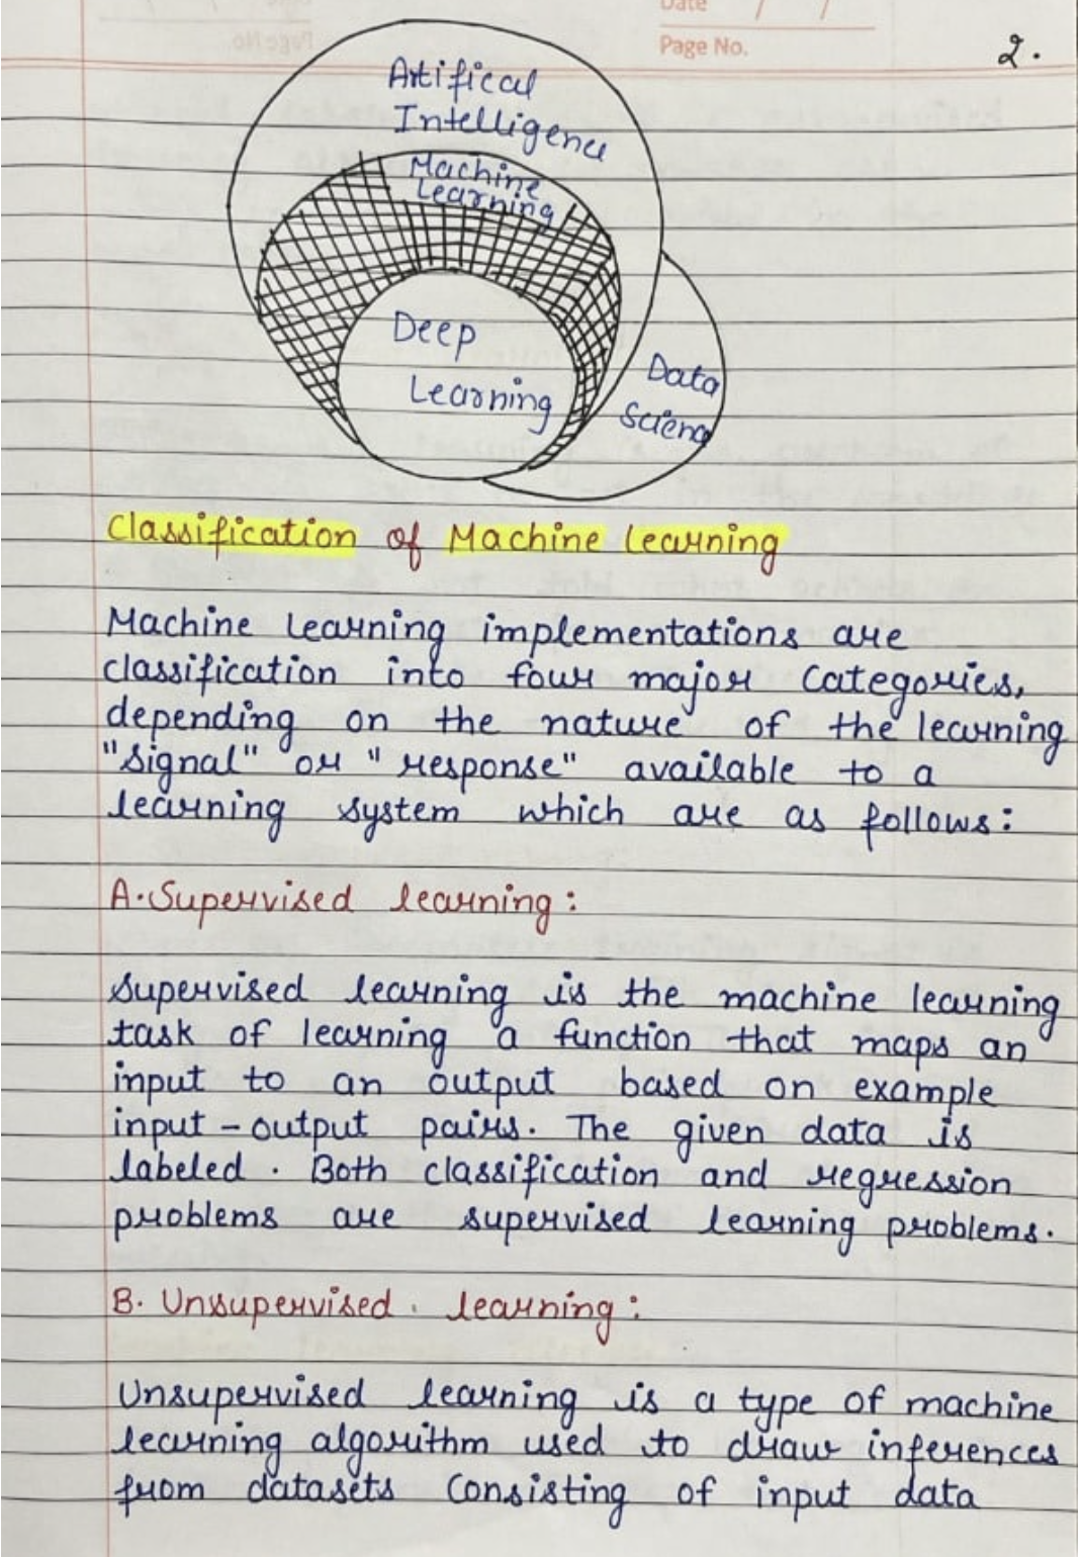 Date / /
Page No.
2.
Artifical
Intelligence
Machine
Learning
Deep
Learning
Data
Scienc
Classification of Machine learning
Machine learning implementations are
classification into four major Categories,
depending on the nature of the learning
"signal" or "response" available to a
learning system which are as follows:
A. Supervised learning:
Supervised learning is the machine learning
task of learning a function that maps an
input to an output based on example
input-output pairs. The given data is
labeled. Both classification and regression
problems are supervised learning problems.
B. Unsupervised learning:
Unsupervised learning is a type of machine
learning algorithm used to draw inferences
from datasets Consisting of input data